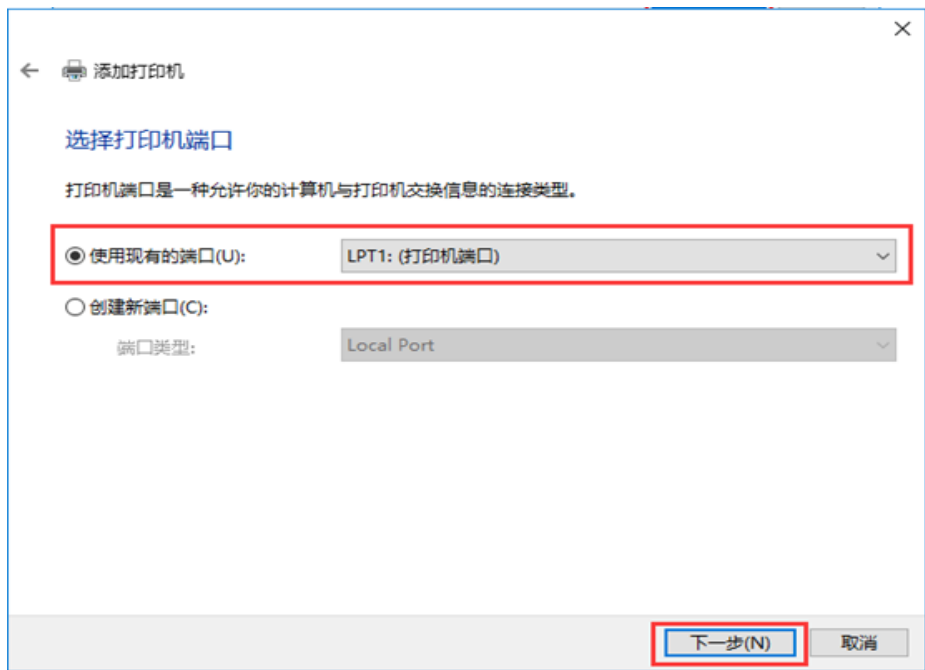 添加打印机
选择打印机端口
打印机端口是一种允许你的计算机与打印机交换信息的连接类型。
使用现有的端口(U): LPT1: (打印机端口)
创建新端口(C):
端口类型: Local Port
下一步(N) 取消